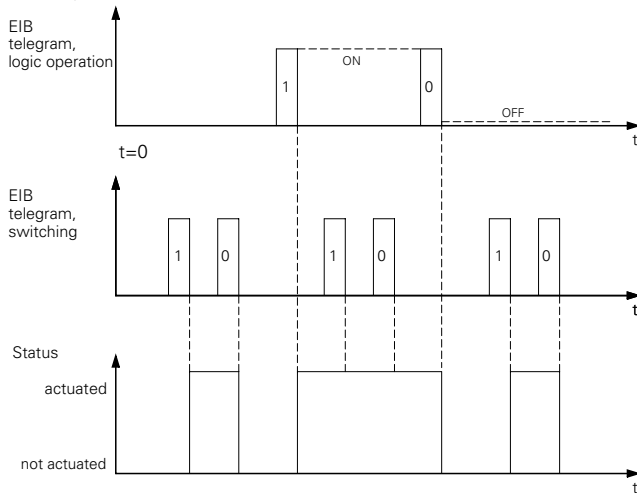 EIB
telegram,
logic operation
1
ON
0
OFF
t
t=0
EIB
telegram,
switching
1
0
1
0
1
0
t
Status
actuated
not actuated
t